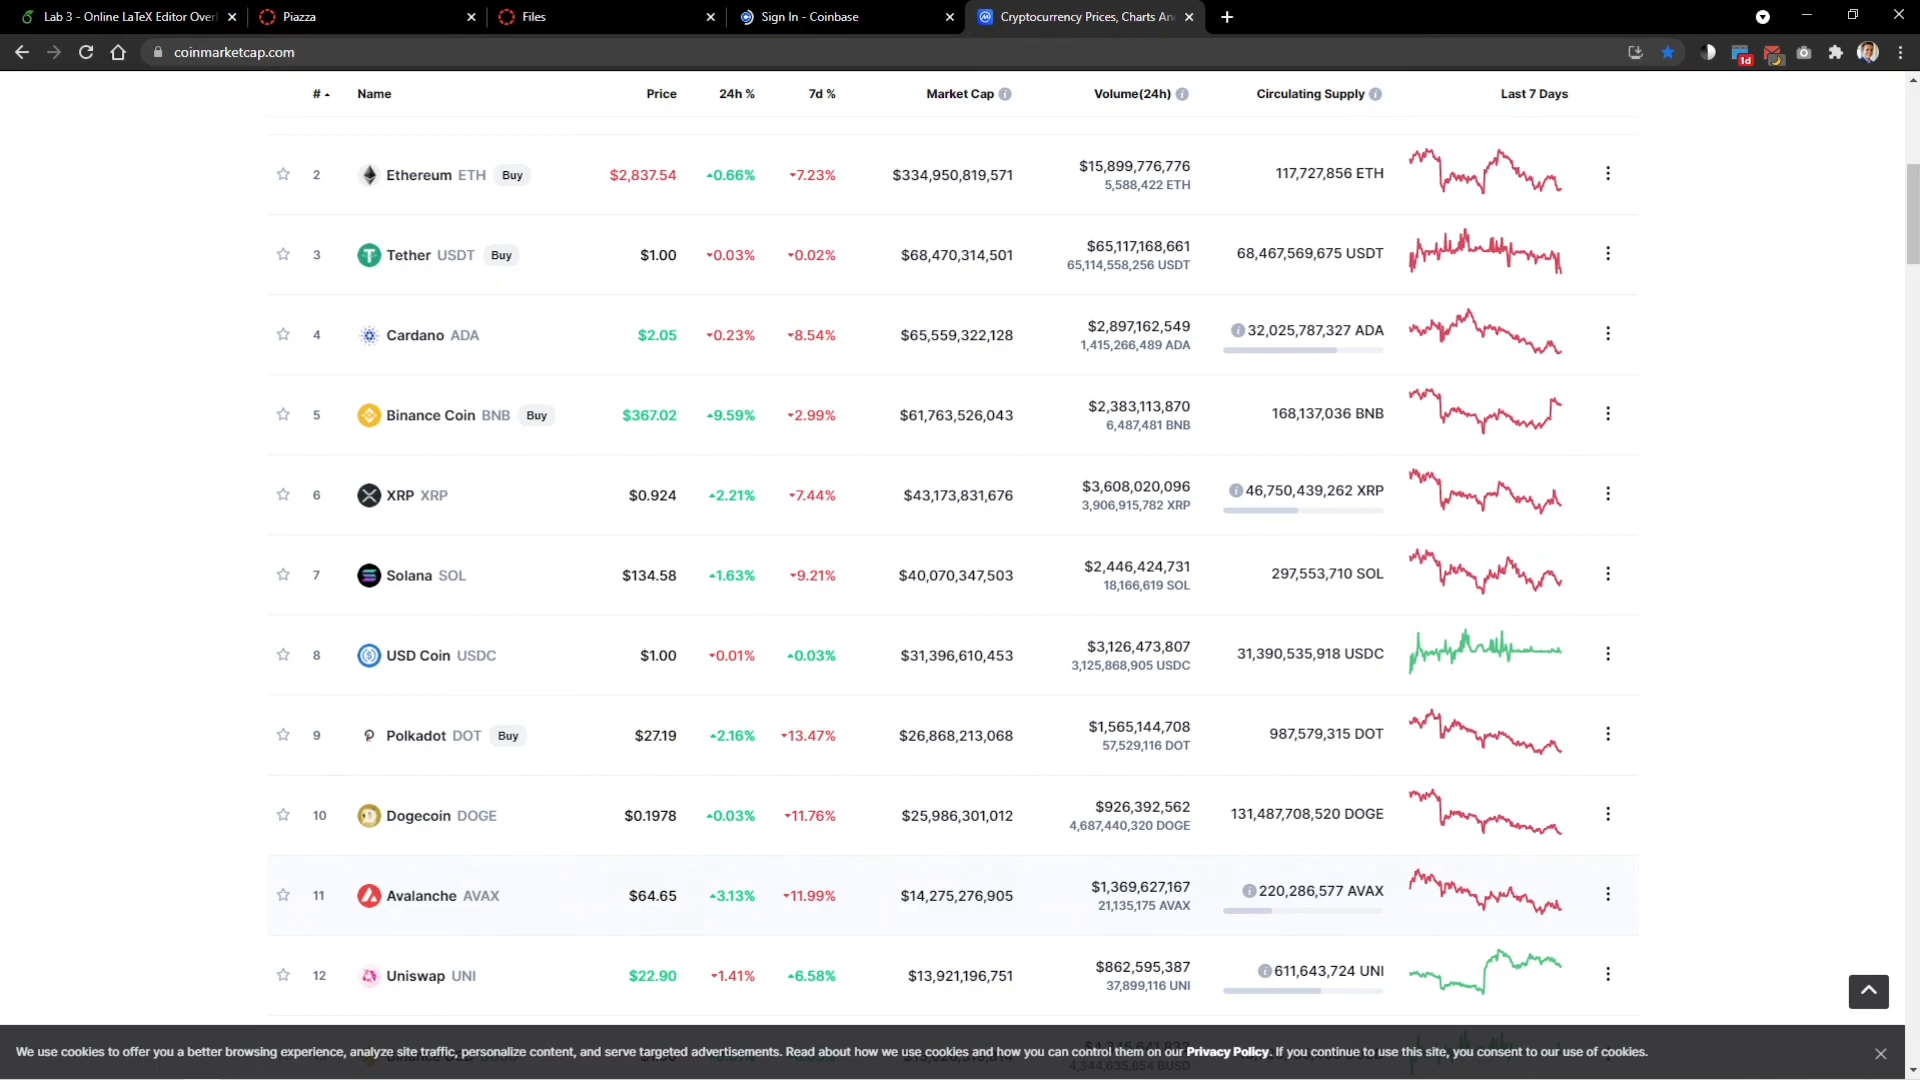 Lab 3 - Online LaTeX Editor Over
Piazza
Files
Sign In - Coinbase
Cryptocurrency Prices, Charts An
coinmarketcap.com
1d
# Name Price 24h % 7d % Market Cap Volume(24h) Circulating Supply Last 7 Days
2 Ethereum ETH Buy $2,837.54 0.66% 7.23% $334,950,819,571 $15,899,776,776 117,727,856 ETH
5,588,422 ETH
3 Tether USDT Buy $1.00 0.03% 0.02% $68,470,314,501 $65,117,168,661 68,467,569,675 USDT
65,114,558,256 USDT
4 Cardano ADA $2.05 0.23% 8.54% $65,559,322,128 $2,897,162,549 32,025,787,327 ADA
1,415,266,489 ADA
5 Binance Coin BNB Buy $367.02 9.59% 2.99% $61,763,526,043 $2,383,113,870 168,137,036 BNB
6,487,481 BNB
6 XRP XRP $0.924 2.21% 7.44% $43,173,831,676 $3,608,020,096 46,750,439,262 XRP
3,906,915,782 XRP
7 Solana SOL $134.58 1.63% 9.21% $40,070,347,503 $2,446,424,731 297,553,710 SOL
18,166,619 SOL
8 USD Coin USDC $1.00 0.01% 0.03% $31,396,610,453 $3,126,473,807 31,390,535,918 USDC
3,125,868,905 USDC
9 Polkadot DOT Buy $27.19 2.16% 13.47% $26,868,213,068 $1,565,144,708 987,579,315 DOT
57,529,116 DOT
10 Dogecoin DOGE $0.1978 0.03% 11.76% $25,986,301,012 $926,392,562 131,487,708,520 DOGE
4,687,440,320 DOGE
11 Avalanche AVAX $64.65 3.13% 11.99% $14,275,276,905 $1,369,627,167 220,286,577 AVAX
21,135,175 AVAX
12 Uniswap UNI $22.90 1.41% 6.58% $13,921,196,751 $862,595,387 611,643,724 UNI
37,899,116 UNI
We use cookies to offer you a better browsing experience, analyze site traffic, personalize content, and serve targeted advertisements. Read about how we use cookies and how you can control them on our Privacy Policy. If you continue to use this site, you consent to our use of cookies.